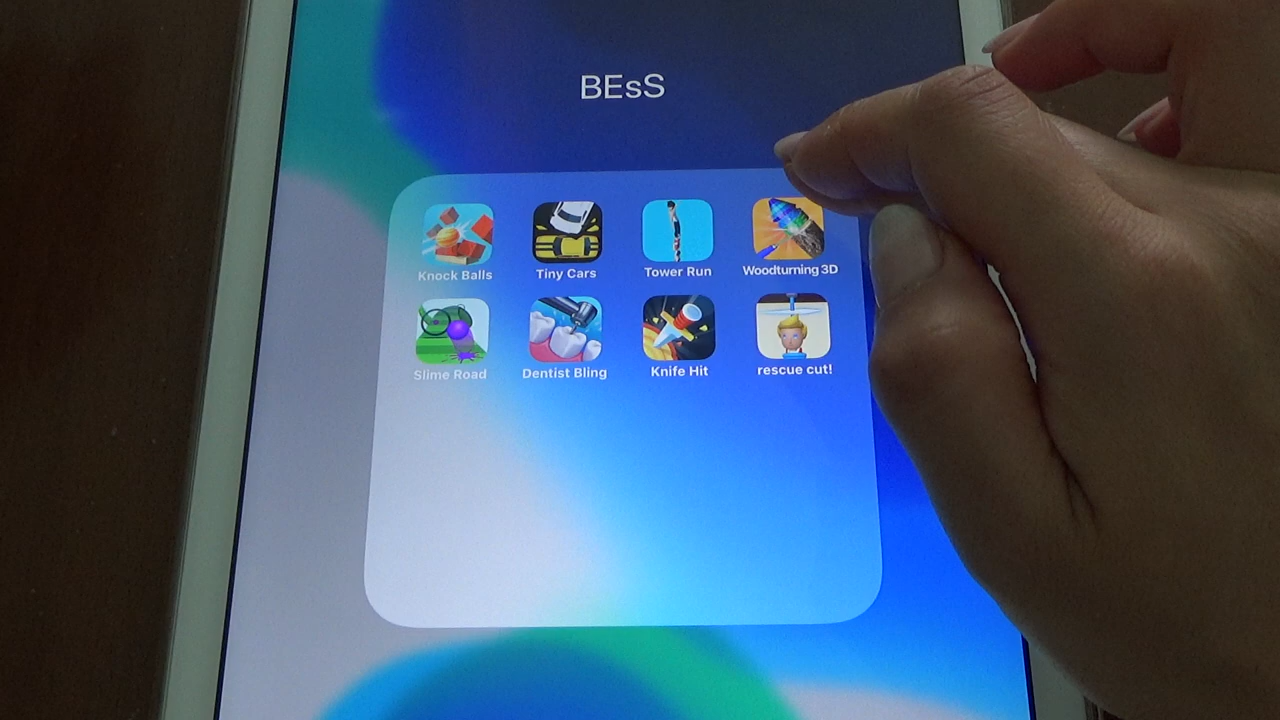 BEsS
Knock Balls
Tiny Cars
Tower Run
Woodturning 3D
Slime Road
Dentist Bling
Knife Hit
rescue cut!